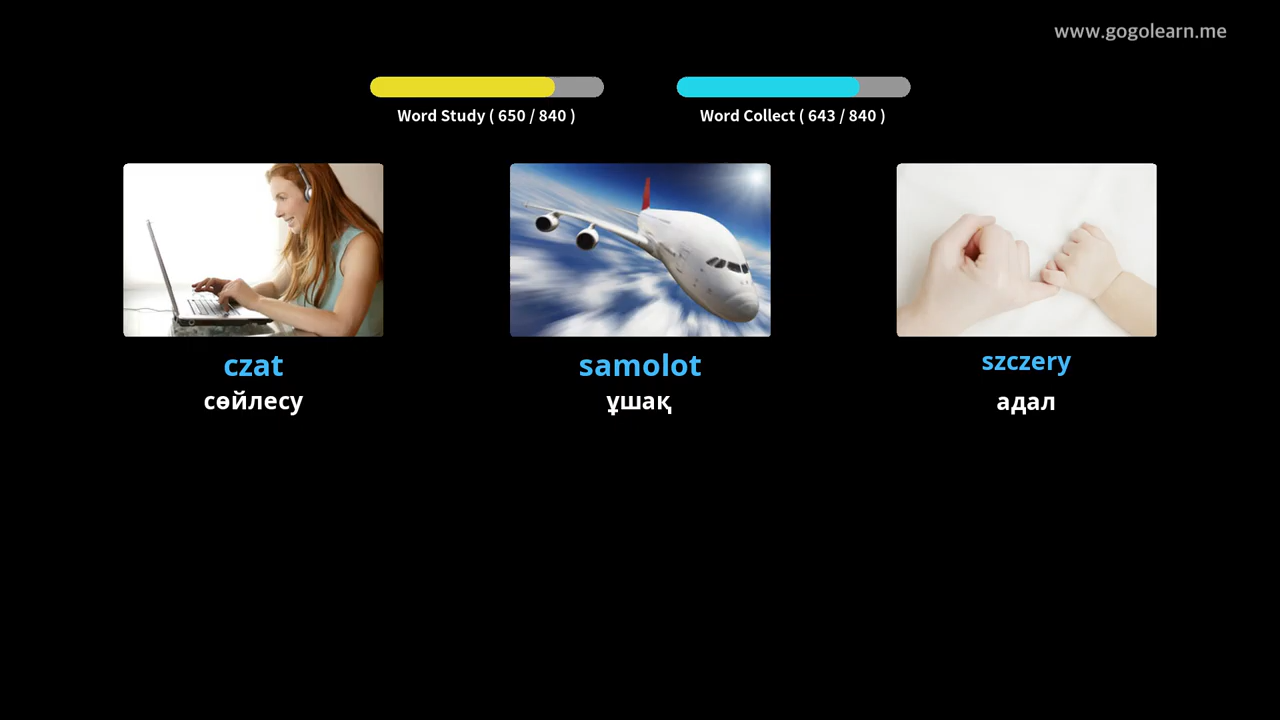 www.gogolearn.me
Word Study ( 650 / 840 )
Word Collect ( 643 / 840 )
czat
сөйлесу
samolot
ұшақ
szczery
адал